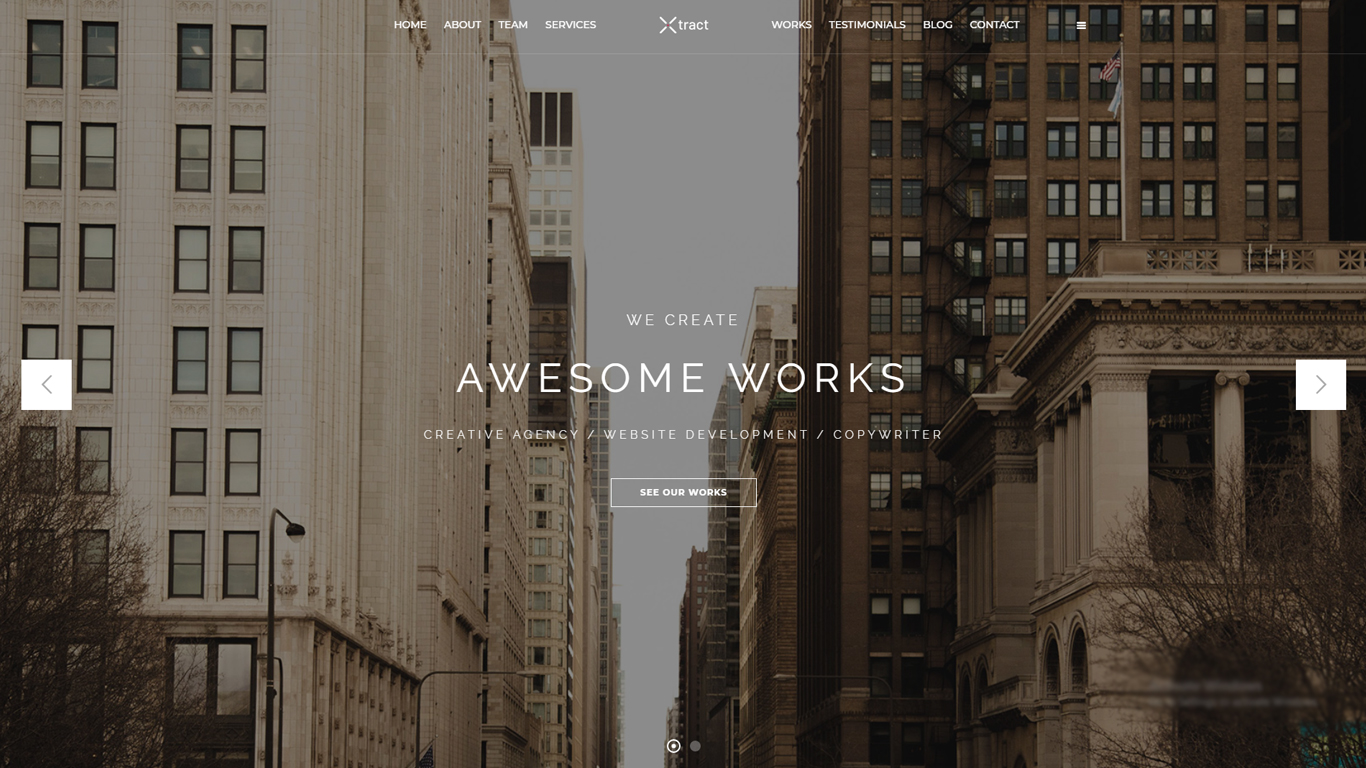 HOME ABOUT TEAM SERVICES Xtract WORKS TESTIMONIALS BLOG CONTACT
WE CREATE
AWESOME WORKS
CREATIVE AGENCY / WEBSITE DEVELOPMENT / COPYWRITER
SEE OUR WORKS